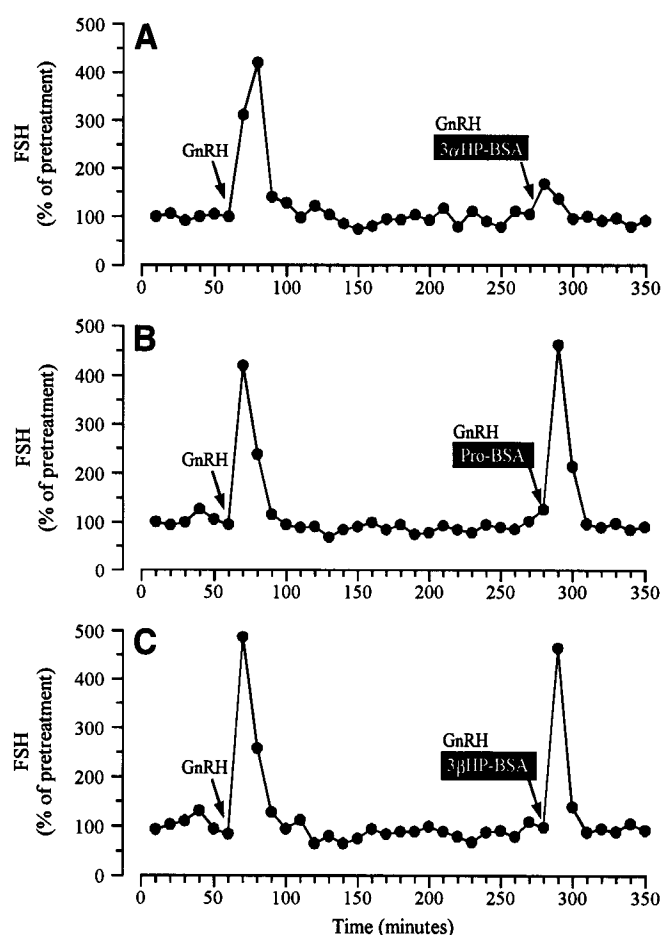 A
500
400
300
200
100
0
FSH
(% of pretreatment)
GnRH
GnRH
3αHP-BSA
0 50 100 150 200 250 300 350
B
500
400
300
200
100
0
FSH
(% of pretreatment)
GnRH
GnRH
Pro-BSA
0 50 100 150 200 250 300 350
C
500
400
300
200
100
0
FSH
(% of pretreatment)
GnRH
GnRH
3βHP-BSA
0 50 100 150 200 250 300 350
Time (minutes)